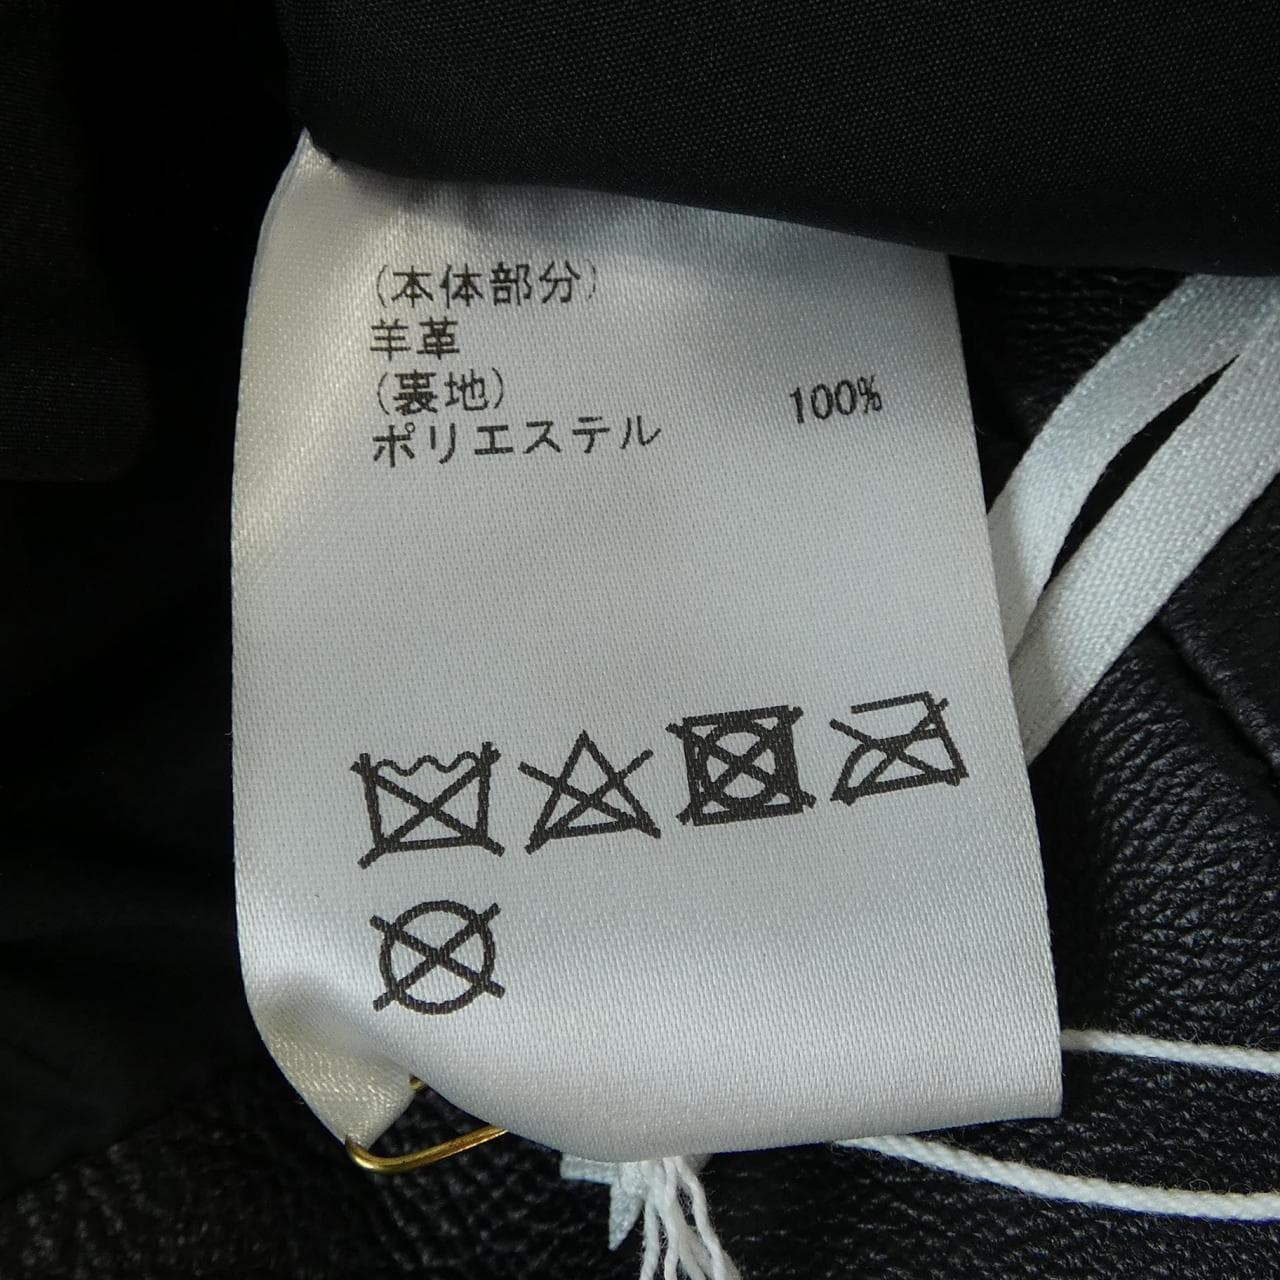 (本体部分)
羊革
(裏地)
ポリエステル 100%